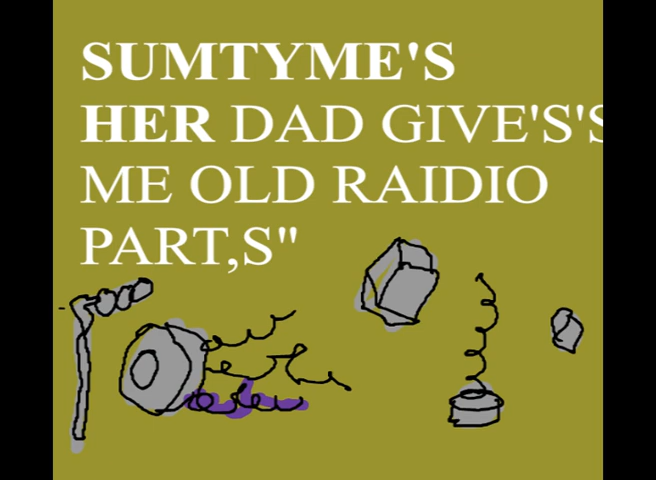 SUMTYME'S
HER DAD GIVE'S'S
ME OLD RAIDIO
PART,S"